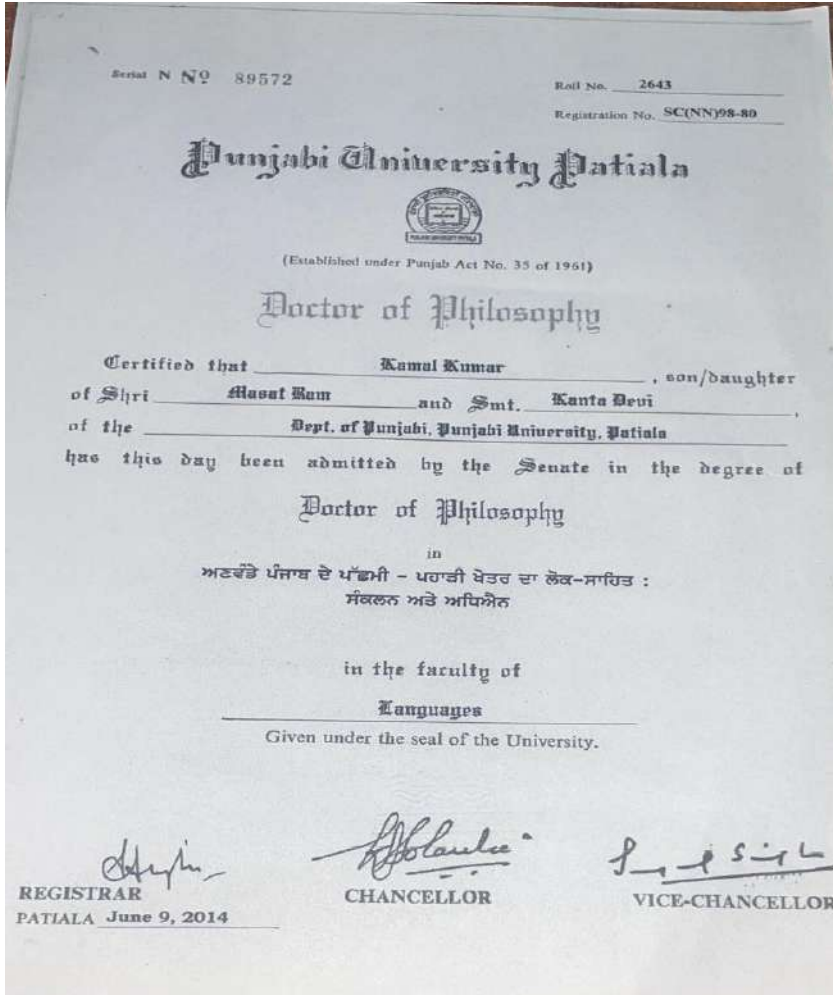 Serial N Nº 89572
Roll No. 2643
Registration No. SC(NN)98-80
Punjabi University Patiala
(Established under Punjab Act No. 35 of 1961)
Doctor of Philosophy
Certified that Kamal Kumar, son/daughter
of Shri Masat Ram and Smt. Kanta Devi,
of the Dept. of Punjabi, Punjabi University, Patiala
has this day been admitted by the Senate in the degree of
Doctor of Philosophy
in
ਅਣਵੰਡੇ ਪੰਜਾਬ ਦੇ ਪੱਛਮੀ - ਪਹਾੜੀ ਖੇਤਰ ਦਾ ਲੋਕ-ਸਾਹਿਤ :
ਸੰਕਲਨ ਅਤੇ ਅਧਿਐਨ
in the faculty of
Languages
Given under the seal of the University.
REGISTRAR
CHANCELLOR
VICE-CHANCELLOR
PATIALA June 9, 2014